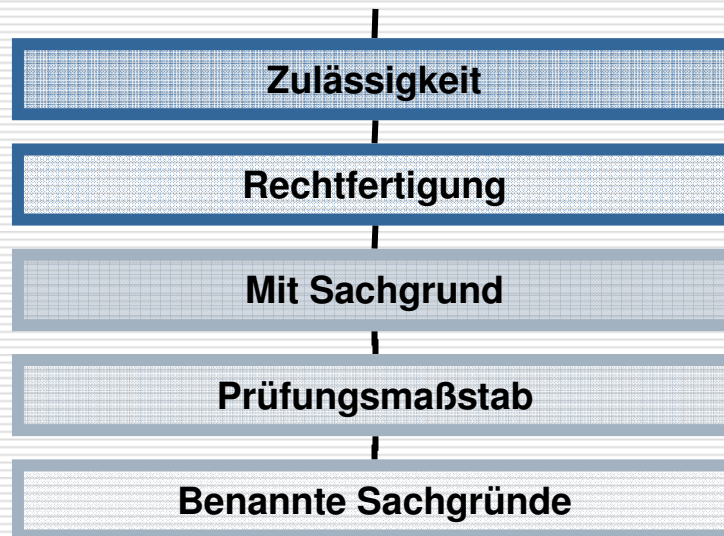 Zulässigkeit
Rechtfertigung
Mit Sachgrund
Prüfungsmaßstab
Benannte Sachgründe